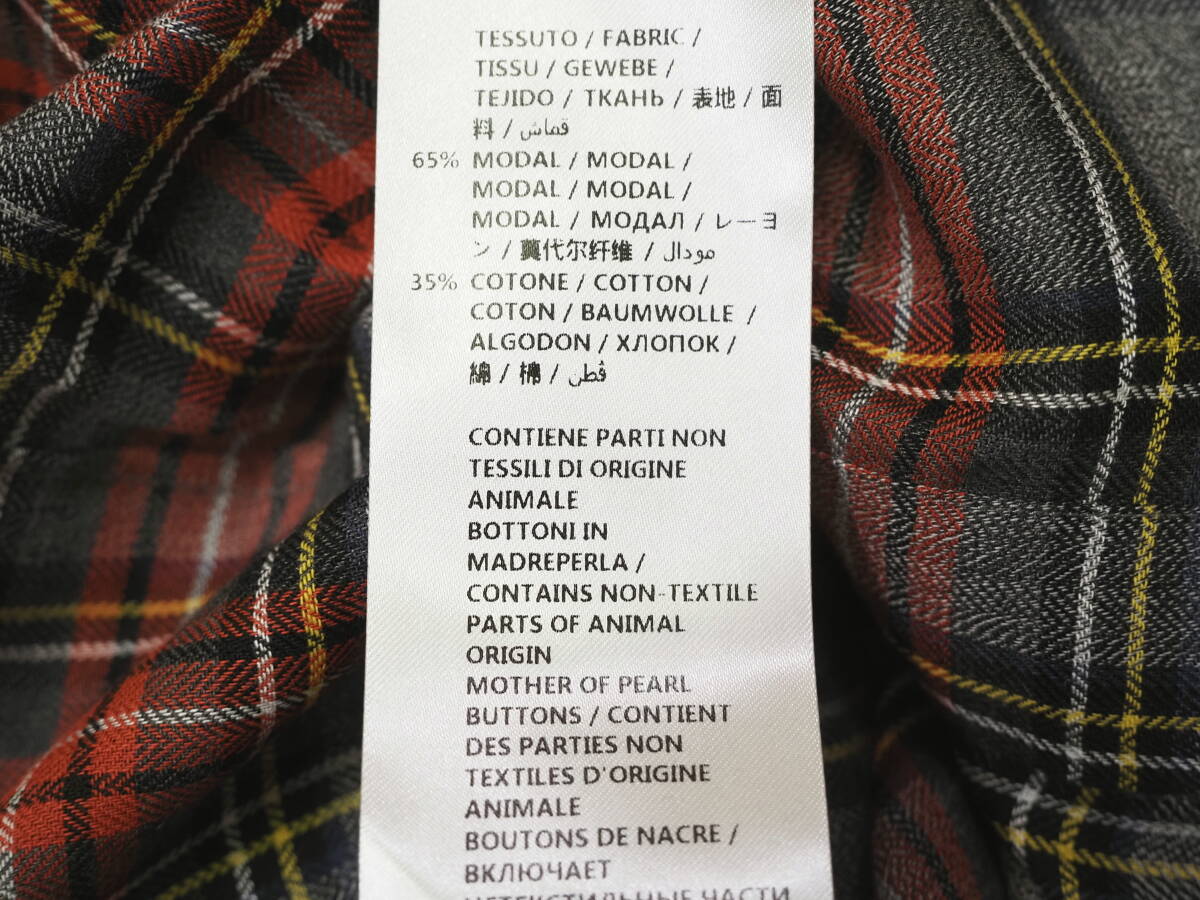 TESSUTO / FABRIC /
TISSU / GEWEBE /
TEJIDO / ТКАНЬ / 表地 / 面
料 / قماش
65% MODAL / MODAL /
MODAL / MODAL /
MODAL / МОДАЛ / レーヨ
ン / 莫代尔纤维 / مودال
35% COTONE / COTTON /
COTON / BAUMWOLLE /
ALGODON / ХЛОПОК /
綿 / 棉 / قُطن
CONTIENE PARTI NON
TESSILI DI ORIGINE
ANIMALE
BOTTONI IN
MADREPERLA /
CONTAINS NON-TEXTILE
PARTS OF ANIMAL
ORIGIN
MOTHER OF PEARL
BUTTONS / CONTIENT
DES PARTIES NON
TEXTILES D'ORIGINE
ANIMALE
BOUTONS DE NACRE /
ВКЛЮЧАЕТ
НЕТЕКСТИЛЬНЫЕ ЧАСТИ